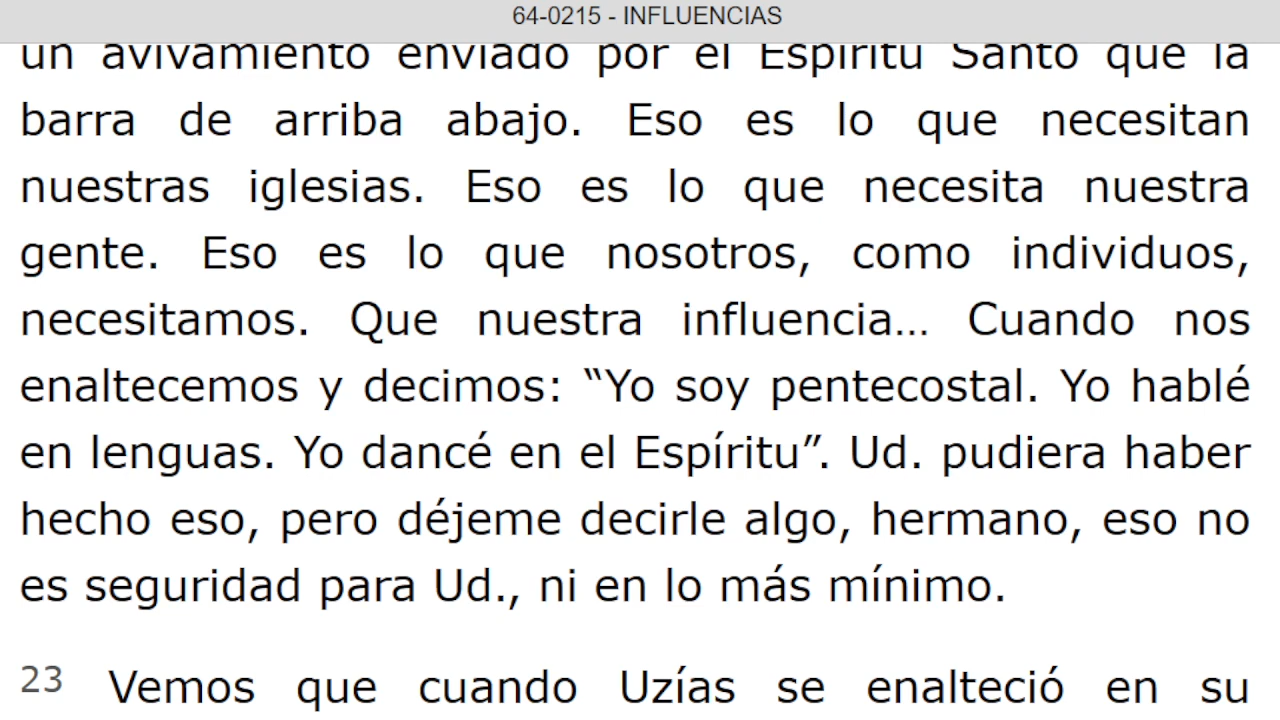 64-0215 - INFLUENCIAS
un avivamiento enviado por el Espíritu Santo que la
barra de arriba abajo. Eso es lo que necesitan
nuestras iglesias. Eso es lo que necesita nuestra
gente. Eso es lo que nosotros, como individuos,
necesitamos. Que nuestra influencia… Cuando nos
enaltecemos y decimos: “Yo soy pentecostal. Yo hablé
en lenguas. Yo dancé en el Espíritu”. Ud. pudiera haber
hecho eso, pero déjeme decirle algo, hermano, eso no
es seguridad para Ud., ni en lo más mínimo.
23 Vemos que cuando Uzías se enalteció en su